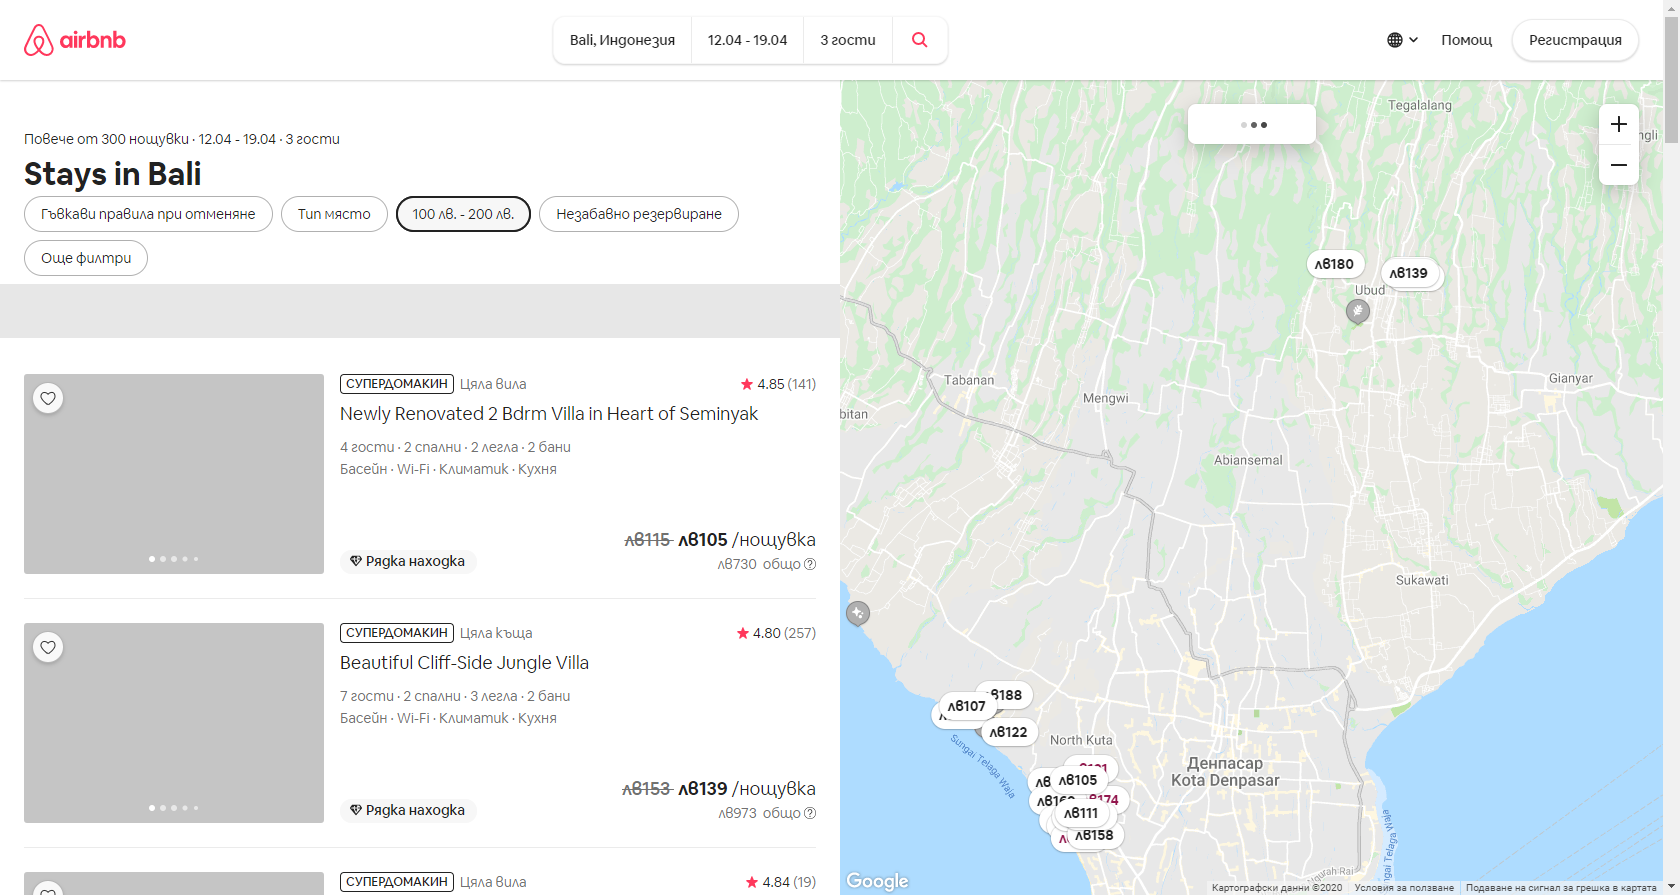 airbnb
Bali, Индонезия
12.04 - 19.04
3 гости
Помощ
Регистрация
Повече от 300 нощувки · 12.04 - 19.04 · 3 гости
Stays in Bali
Гъвкави правила при отменяне
Тип място
100 лв. - 200 лв.
Незабавно резервиране
Още филтри
СУПЕРДОМАКИН Цяла вила
4.85 (141)
Newly Renovated 2 Bdrm Villa in Heart of Seminyak
4 гости · 2 спални · 2 легла · 2 бани
Басейн · Wi-Fi · Климатик · Кухня
лв115 лв105 /нощувка
Рядка находка
лв730 общо
СУПЕРДОМАКИН Цяла къща
4.80 (257)
Beautiful Cliff-Side Jungle Villa
7 гости · 2 спални · 3 легла · 2 бани
Басейн · Wi-Fi · Климатик · Кухня
лв153 лв139 /нощувка
Рядка находка
лв973 общо
СУПЕРДОМАКИН Цяла вила
4.84 (19)
Tegalalang
лв180
лв139
Ubud
Tabanan
Mengwi
Gianyar
bitan
Abiansemal
Sukawati
в188
лв107
лв122
Sungai Telaga Waja
North Kuta
Денпасар
Kota Denpasar
лв105
в174
лв111
лв158
Telaga Waja
Google
Картографски данни ©2020
Условия за ползване
Подаване на сигнал за грешка в картата